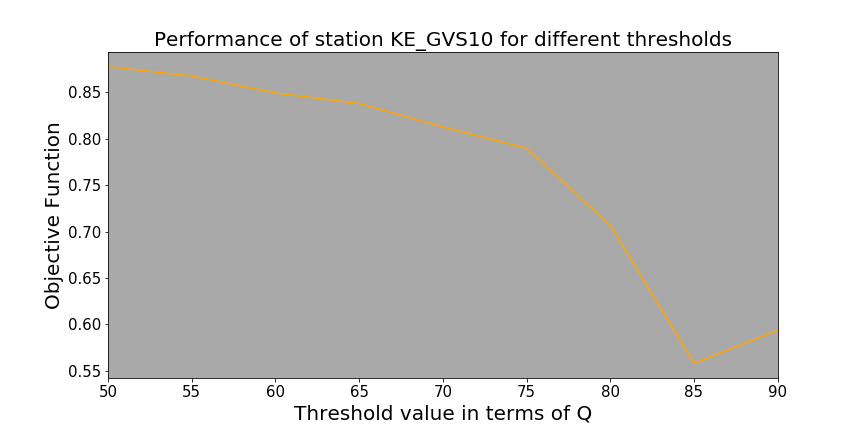 Performance of station KE_GVS10 for different thresholds
Objective Function
0.85
0.80
0.75
0.70
0.65
0.60
0.55
50 55 60 65 70 75 80 85 90
Threshold value in terms of Q